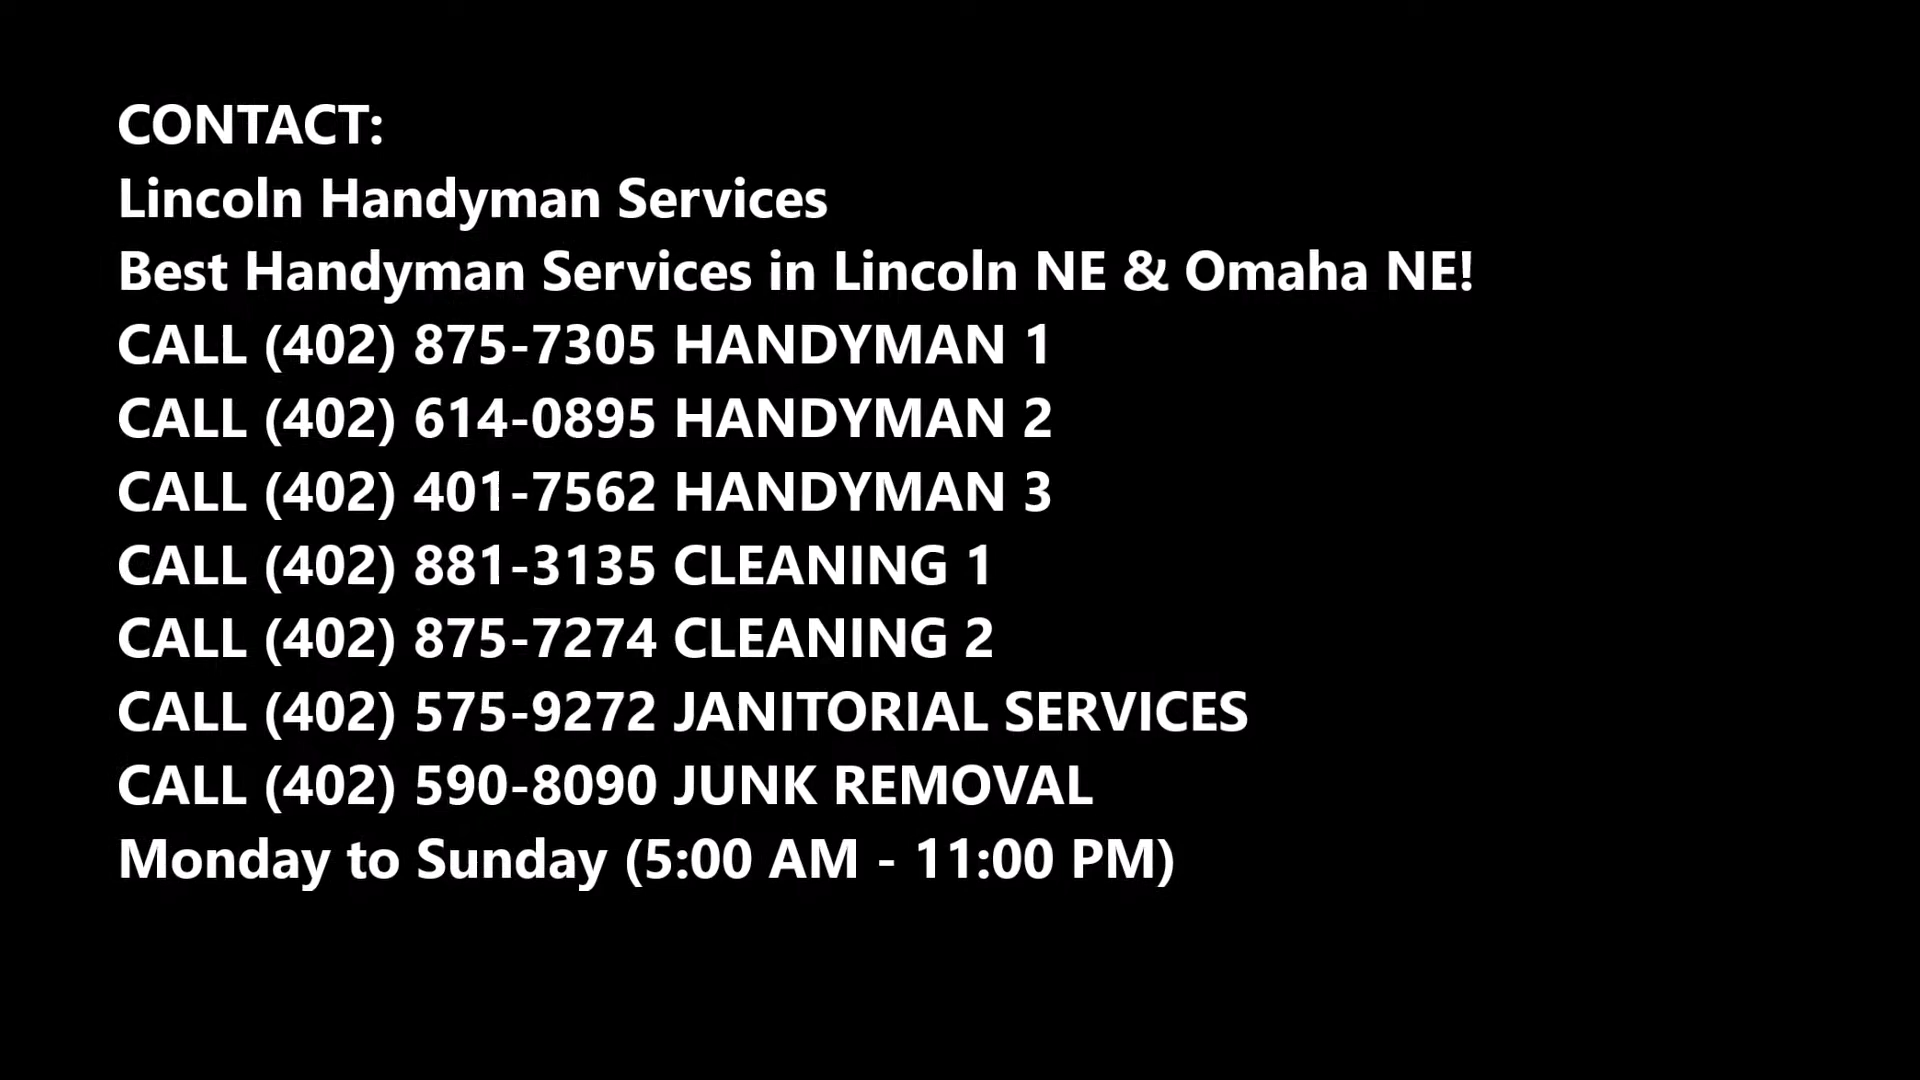 CONTACT:
Lincoln Handyman Services
Best Handyman Services in Lincoln NE & Omaha NE!
CALL (402) 875-7305 HANDYMAN 1
CALL (402) 614-0895 HANDYMAN 2
CALL (402) 401-7562 HANDYMAN 3
CALL (402) 881-3135 CLEANING 1
CALL (402) 875-7274 CLEANING 2
CALL (402) 575-9272 JANITORIAL SERVICES
CALL (402) 590-8090 JUNK REMOVAL
Monday to Sunday (5:00 AM - 11:00 PM)